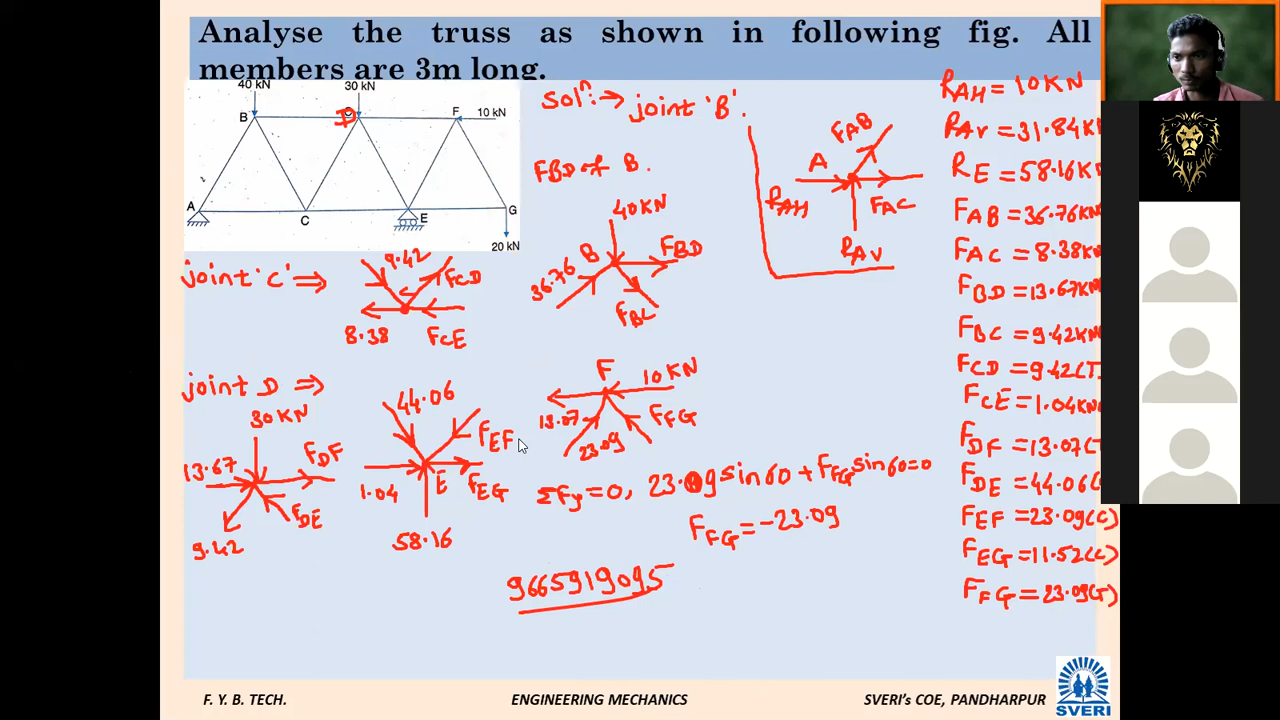 Analyse the truss as shown in following fig. All
members are 3m long.
40 kN
30 kN
B
D
F
10 kN
A
C
E
G
20 kN
Solⁿ:→ joint 'B'.
FBD of B.
40KN
B
FBD
36.76
FBC
FAB
A
RAH
FAC
RAV
joint 'C' ⇒
9.42
FCD
8.38
FCE
joint D ⇒
30KN
13.67
FDF
FDE
9.42
44.06
FEF
1.04
E
FEG
58.16
F
10KN
13.07
23.09
FFG
ΣFy=0, 23.09sin60+FFGsin60=0
FFG=-23.09
9665919095
RAH = 10KN
RAV =31.84KN
RE =58.16KN
FAB =36.76KN
FAC =8.38KN
FBD =13.67KN
FBC =9.42KN
FCD =9.42(T)
FCE =1.04KN
FDF =13.07(T
FDE =44.06(
FEF =23.09(C)
FEG =11.52(C)
FFG =23.09(T)
F. Y. B. TECH.
ENGINEERING MECHANICS
SVERI's COE, PANDHARPUR
SVERI